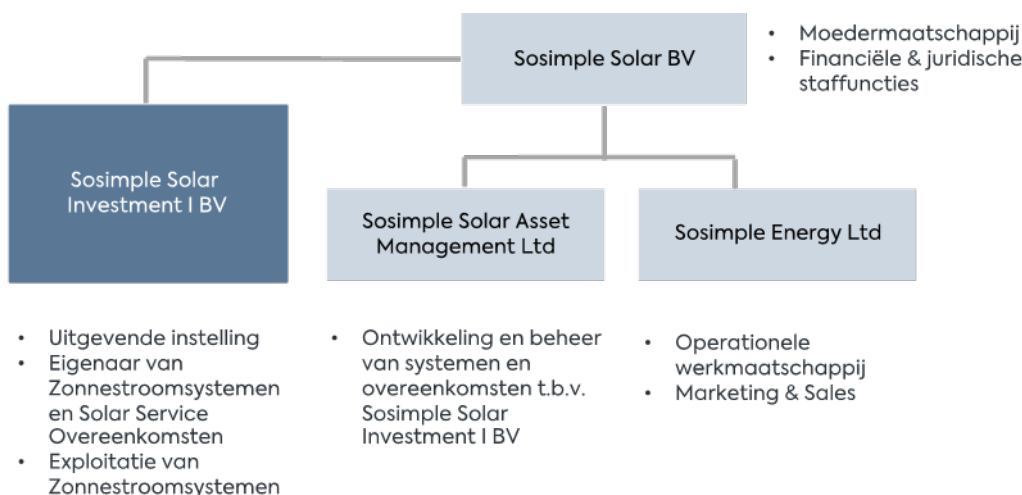 Sosimple Solar BV
• Moedermaatschappij
• Financiële & juridische
staffuncties
Sosimple Solar
Investment I BV
Sosimple Solar Asset
Management Ltd
Sosimple Energy Ltd
• Uitgevende instelling
• Eigenaar van
Zonnestroomsystemen
en Solar Service
Overeenkomsten
• Exploitatie van
Zonnestroomsystemen
• Ontwikkeling en beheer
van systemen en
overeenkomsten t.b.v.
Sosimple Solar
Investment I BV
• Operationele
werkmaatschappij
• Marketing & Sales